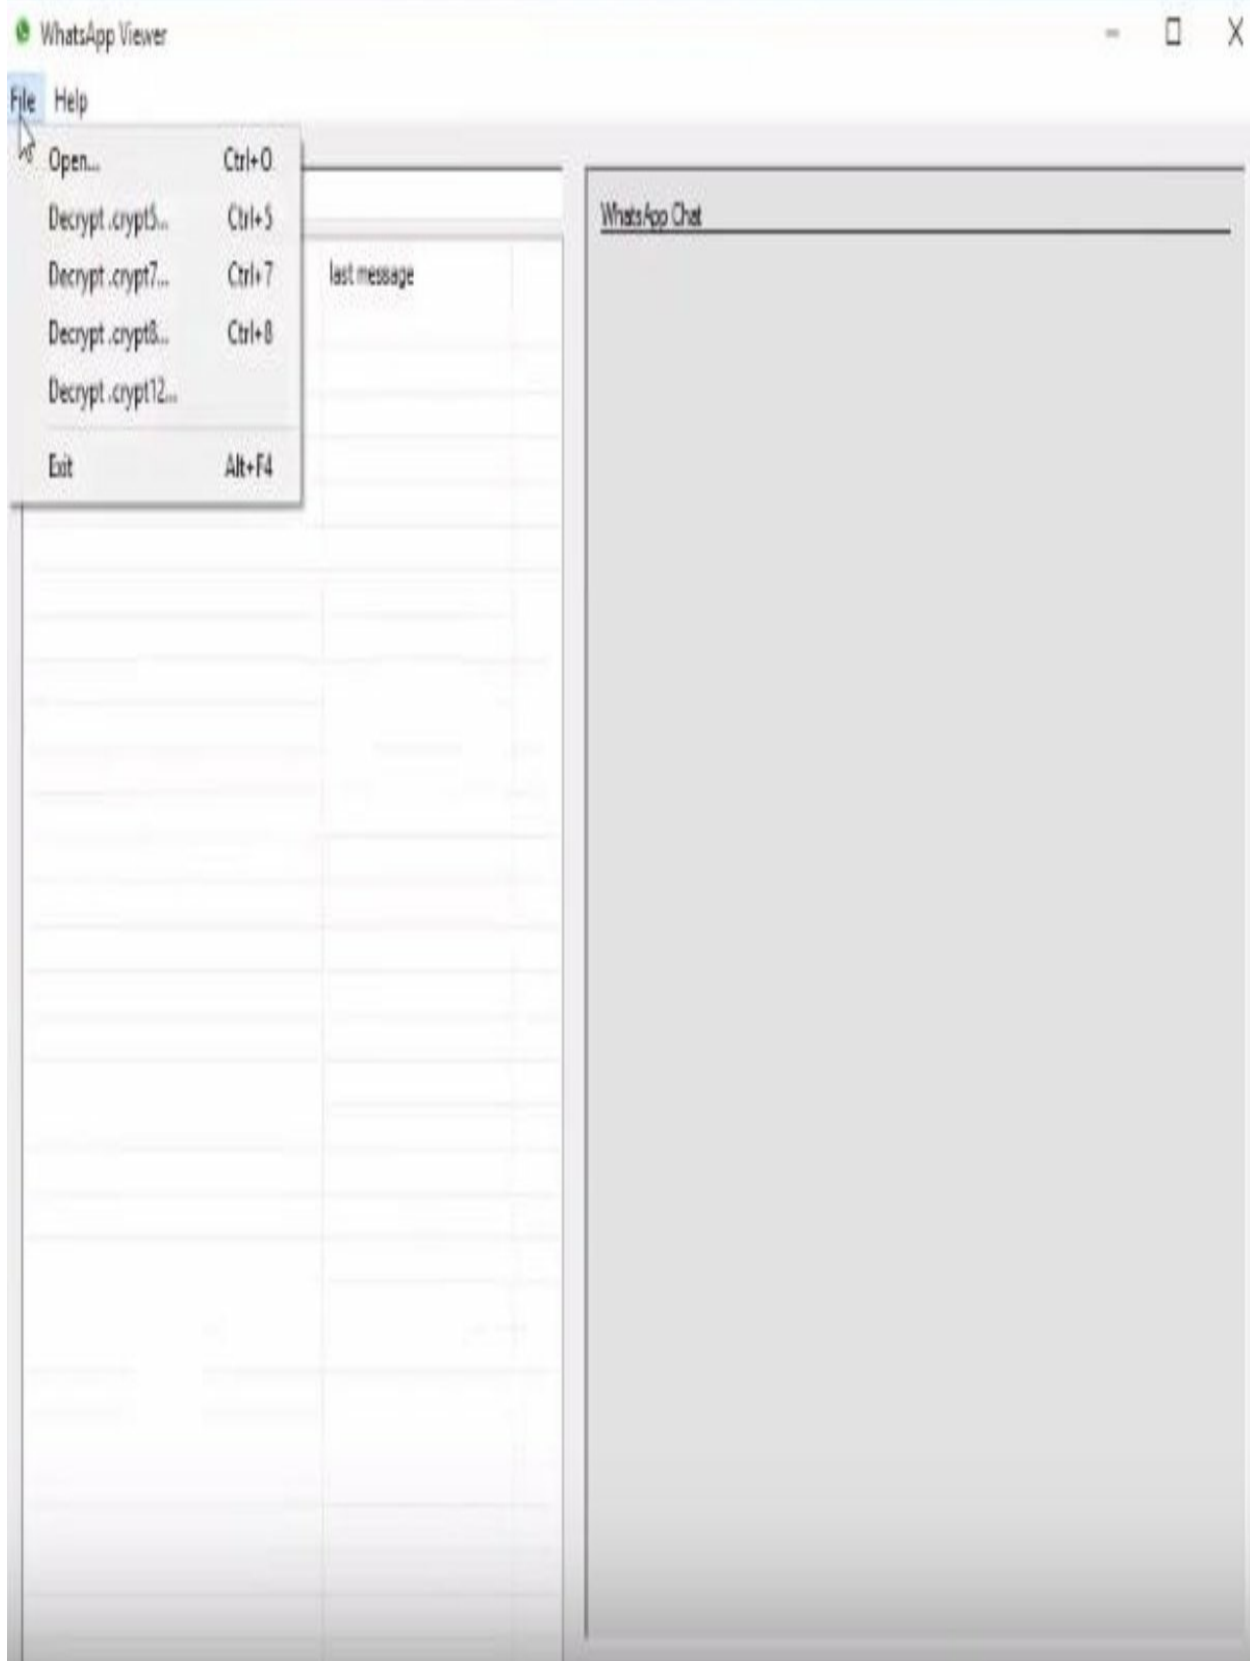 WhatsApp Viewer
File Help
Open... Ctrl+O
Decrypt .crypt5... Ctrl+5
Decrypt .crypt7... Ctrl+7
Decrypt .crypt8... Ctrl+8
Decrypt .crypt12...
Exit Alt+F4
last message
WhatsApp Chat